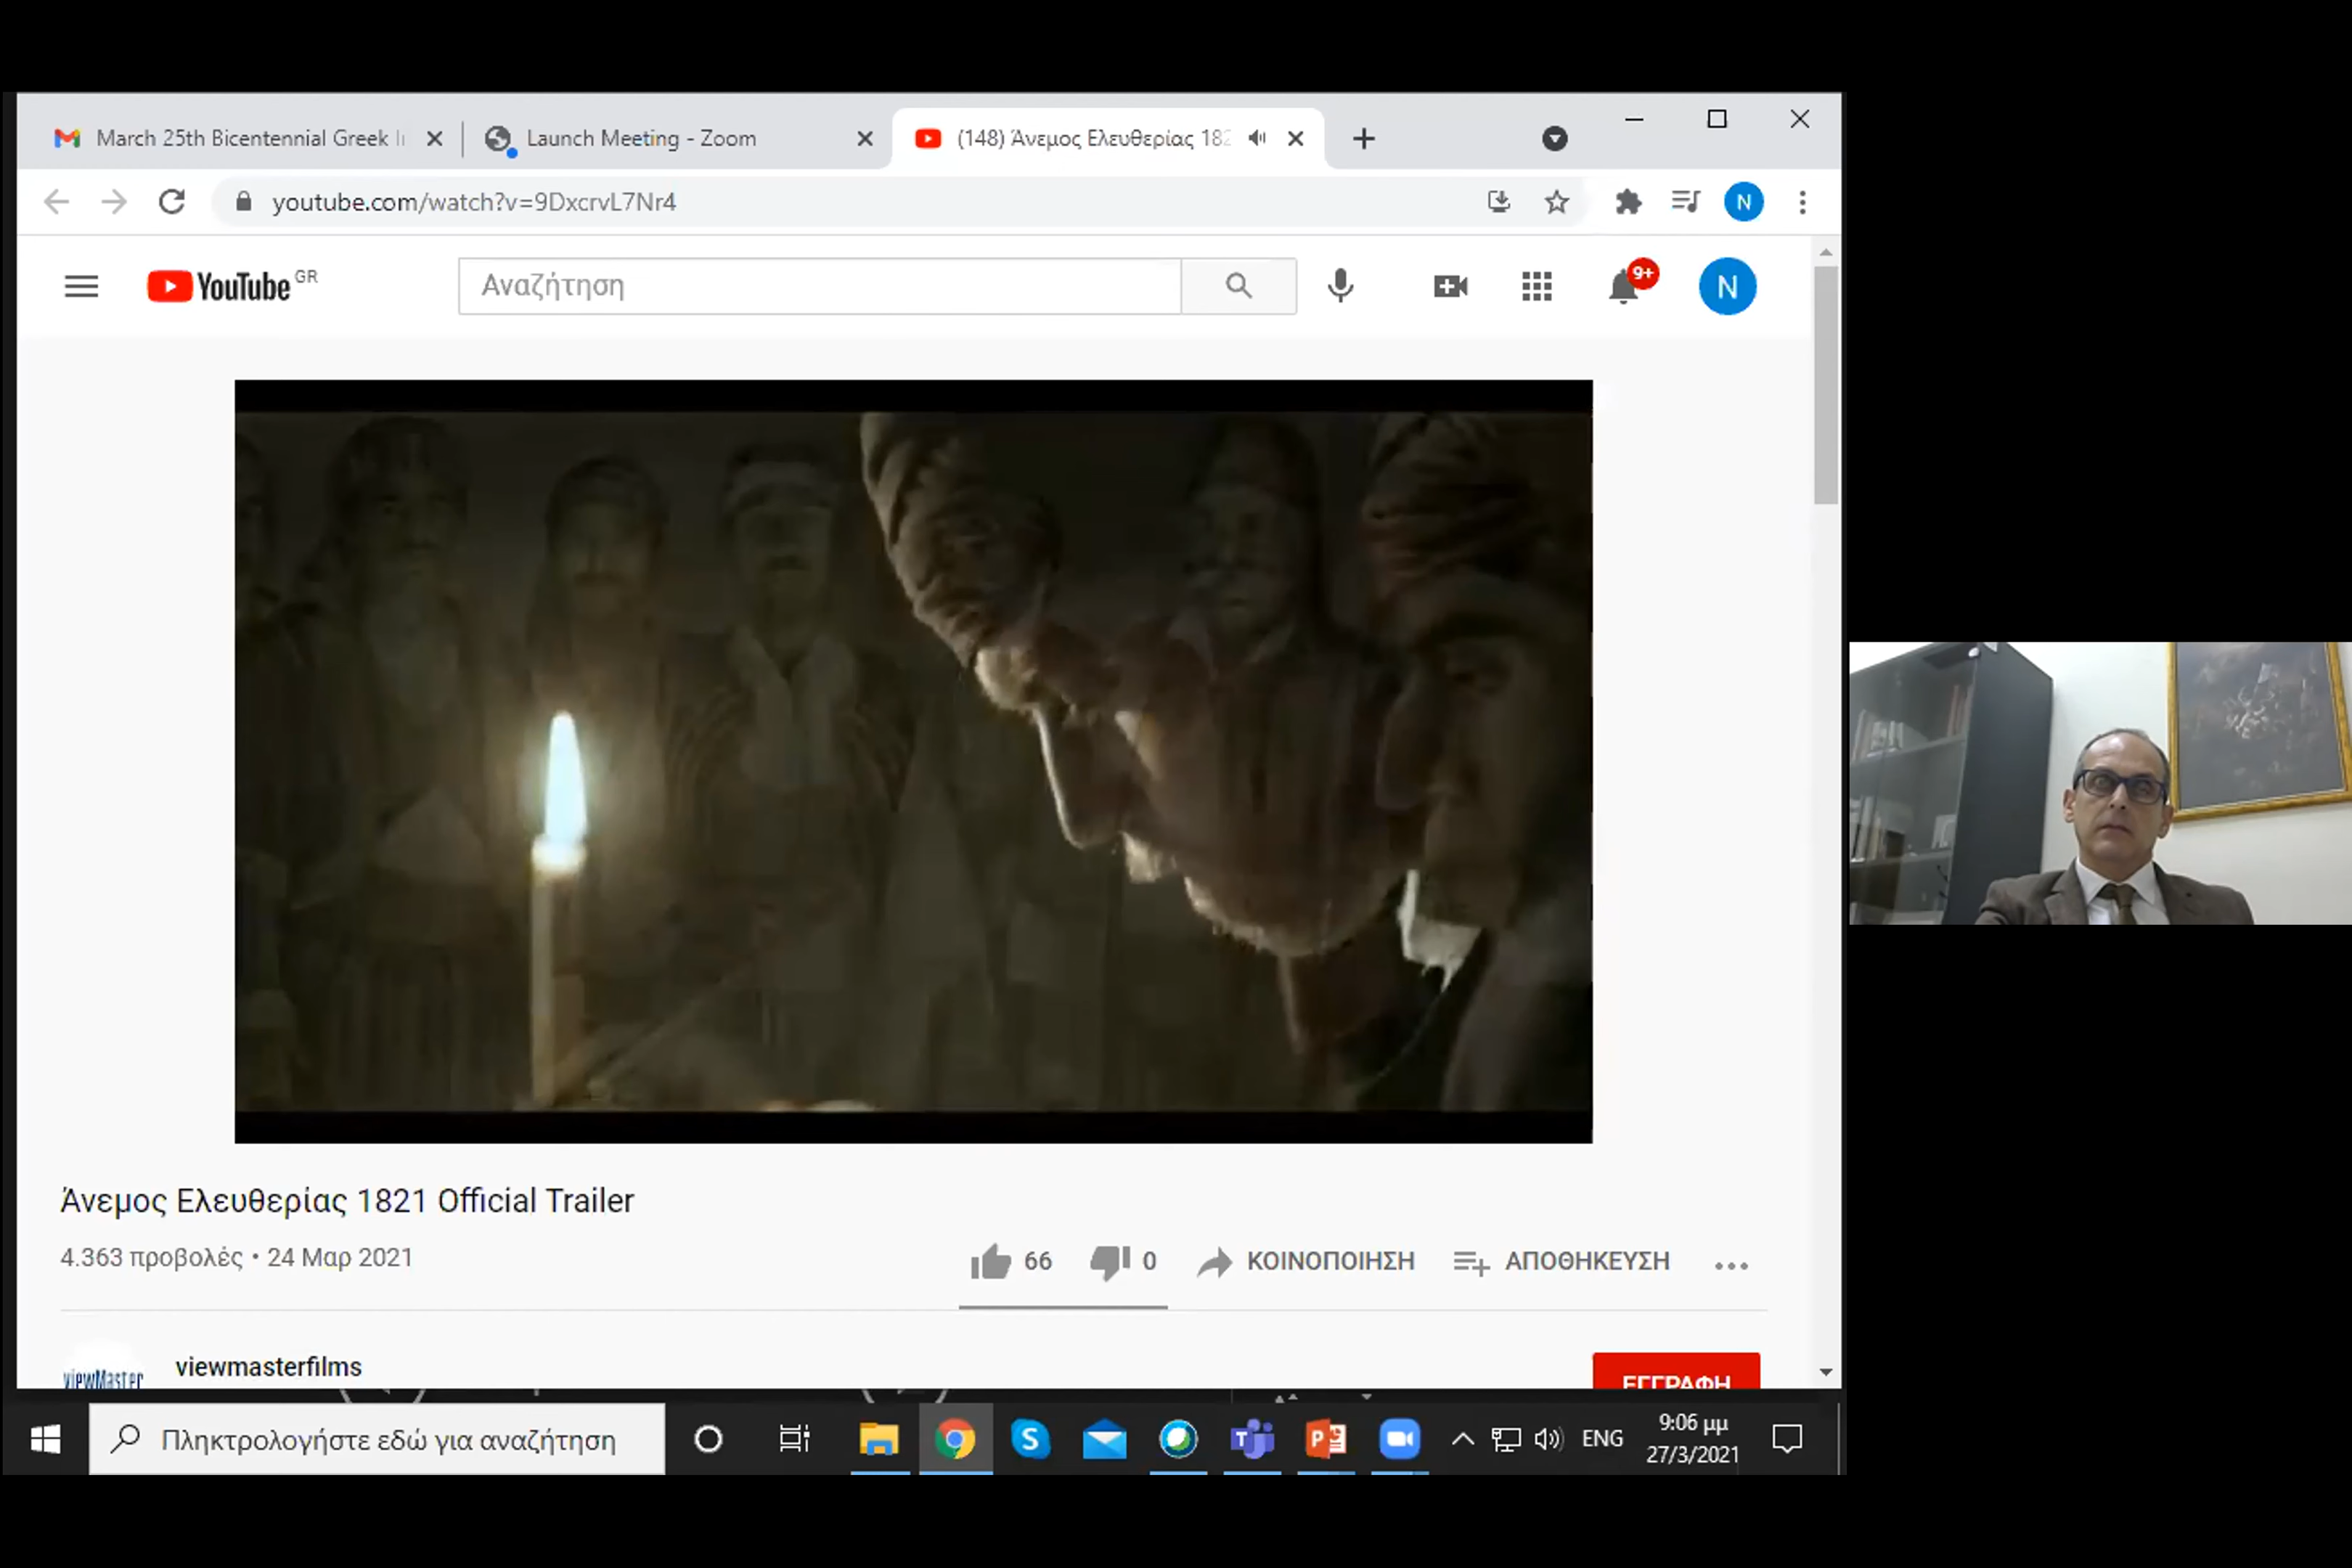 March 25th Bicentennial Greek I
Launch Meeting - Zoom
(148) Άνεμος Ελευθερίας 182
youtube.com/watch?v=9DxcrvL7Nr4
N
YouTube GR
Αναζήτηση
9+
N
Άνεμος Ελευθερίας 1821 Official Trailer
4.363 προβολές • 24 Μαρ 2021
66
0
ΚΟΙΝΟΠΟΙΗΣΗ
ΑΠΟΘΗΚΕΥΣΗ
viewMaster
viewmasterfilms
ΕΓΓΡΑΦΗ
Πληκτρολογήστε εδώ για αναζήτηση
ENG
9:06 μμ
27/3/2021